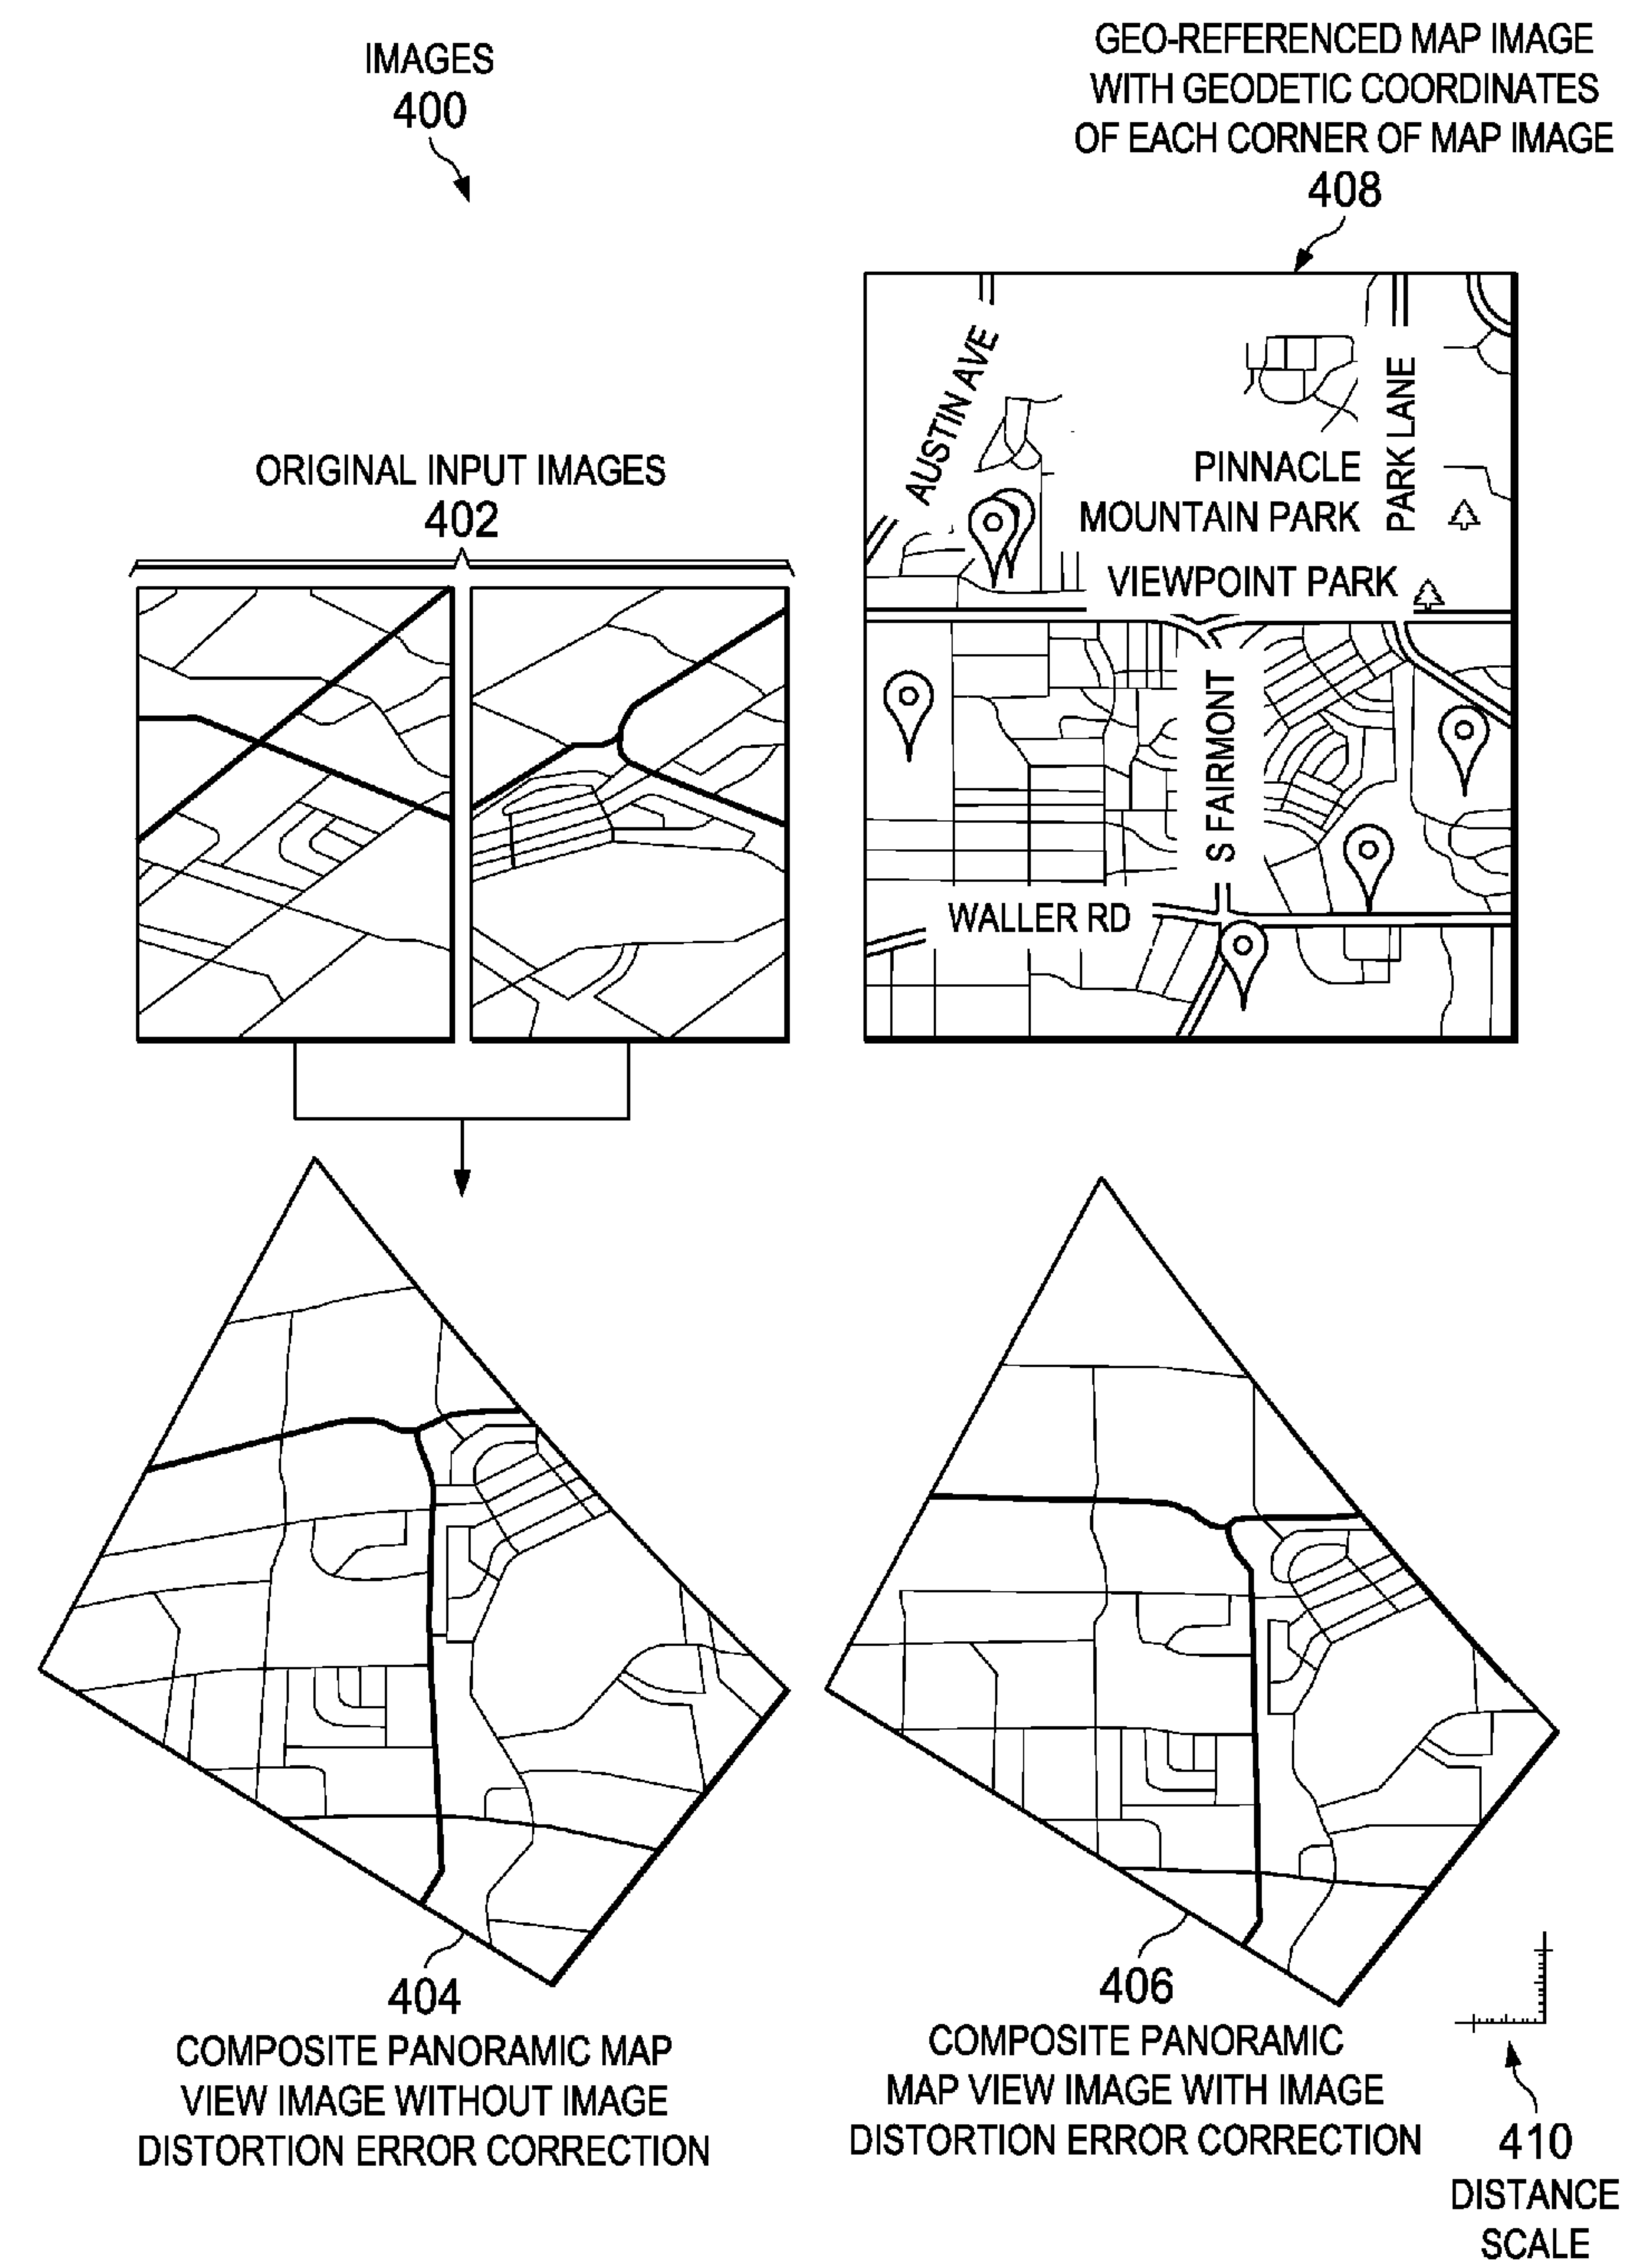 IMAGES
400
GEO-REFERENCED MAP IMAGE
WITH GEODETIC COORDINATES
OF EACH CORNER OF MAP IMAGE
408
ORIGINAL INPUT IMAGES
402
AUSTIN AVE
PARK LANE
PINNACLE
MOUNTAIN PARK
VIEWPOINT PARK
S FAIRMONT
WALLER RD
404
COMPOSITE PANORAMIC MAP
VIEW IMAGE WITHOUT IMAGE
DISTORTION ERROR CORRECTION
406
COMPOSITE PANORAMIC
MAP VIEW IMAGE WITH IMAGE
DISTORTION ERROR CORRECTION
410
DISTANCE
SCALE